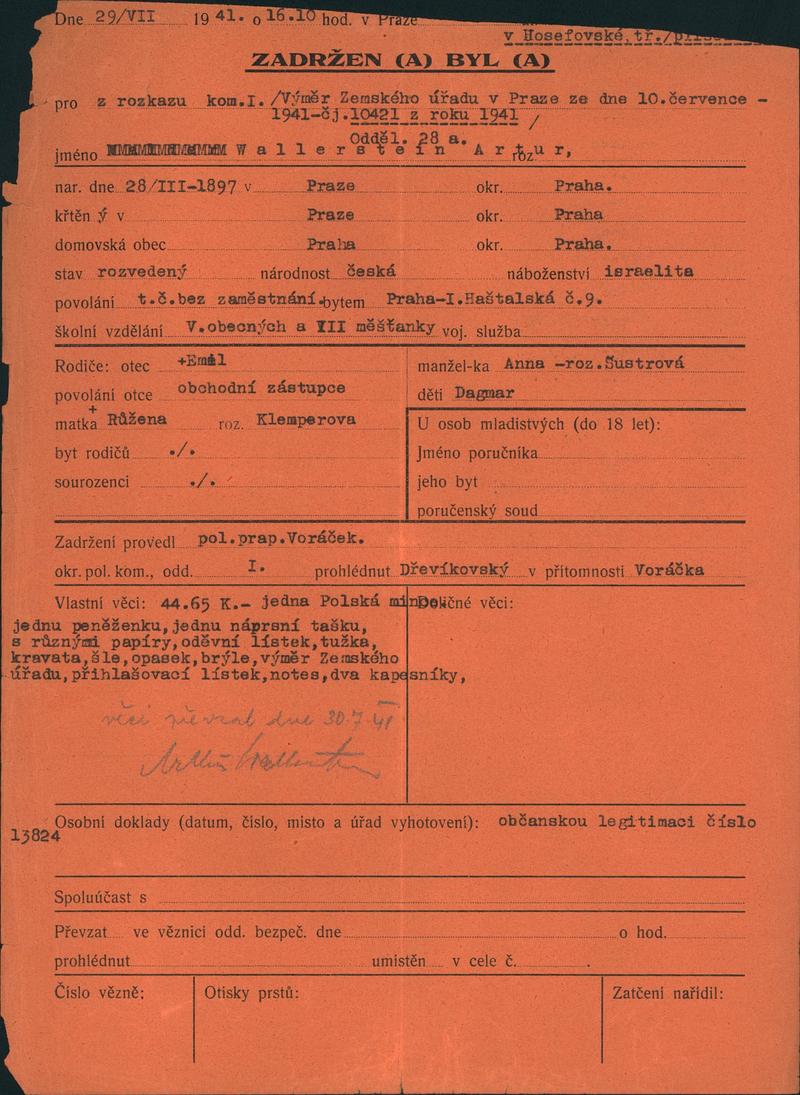 Dne 29/VII 1941. o 16.10 hod. v Praze
v Hosefovské,tř./
ZADRŽEN (A) BYL (A)
pro z rozkazu kom.I. /Výměr Zemského úřadu v Praze ze dne 10.července -
1941-čj.10421 z roku 1941 /
Odděl. 28 a.
jméno Wallerstein Artur, roz.
nar. dne 28/III-1897 v Praze okr. Praha.
křtěn ý v Praze okr. Praha
domovská obec Praha okr. Praha.
stav rozvedený národnost česká náboženství israelita
povolání t.č.bez zaměstnání. bytem Praha-I.Haštalská č.9.
školní vzdělání V.obecných a III měšťanky voj. služba
Rodiče: otec +Emil manžel-ka Anna -roz.Šustrová
povolání otce obchodní zástupce děti Dagmar
matka + Růžena roz. Klemperova U osob mladistvých (do 18 let):
byt rodičů ./. Jméno poručníka
sourozenci ./. jeho byt
poručenský soud
Zadržení provedl pol.prap.Voráček.
okr. pol. kom., odd. I. prohlédnut Dřevíkovský v přítomnosti Voráčka
Vlastní věci: 44.65 K.- jedna Polská minDeličné věci:
jednu peněženku,jednu náprsní tašku,
s různými papíry,oděvní lístek,tužka,
kravata,šle,opasek,brýle,výměr Zemského
úřadu,přihlašovací lístek,notes,dva kapesníky,
věci převzal dne 30.7.41
Osobní doklady (datum, číslo, místo a úřad vyhotovení): občanskou legitimaci číslo
13824
Spoluúčast s
Převzat ve věznici odd. bezpeč. dne o hod.
prohlédnut umistěn v cele č. .
Číslo vězně: Otisky prstů: Zatčení nařídil: